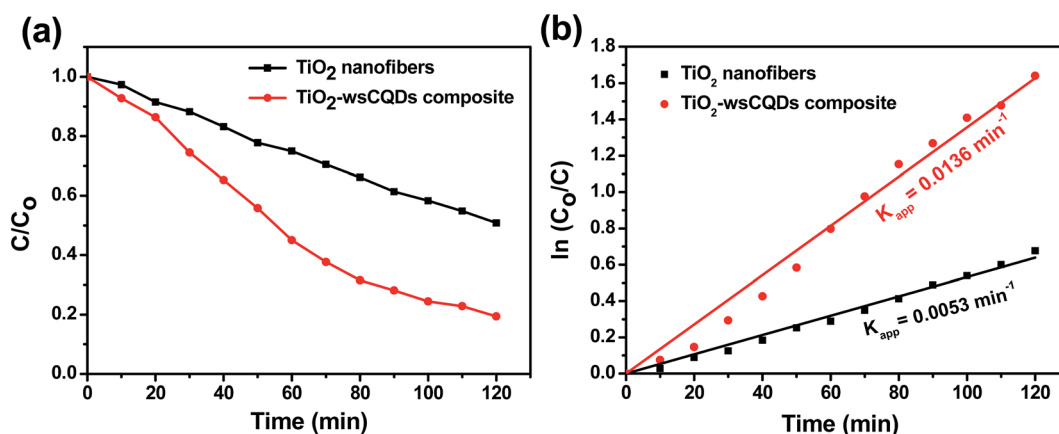 (a)
TiO2 nanofibers
TiO2-wsCQDs composite
1.0
0.8
0.6
0.4
0.2
0.0
C/Co
0 20 40 60 80 100 120
Time (min)
(b)
TiO2 nanofibers
TiO2-wsCQDs composite
1.8
1.6
1.4
1.2
1.0
0.8
0.6
0.4
0.2
0.0
ln (Co/C)
Kapp = 0.0136 min-1
Kapp = 0.0053 min-1
0 20 40 60 80 100 120
Time (min)